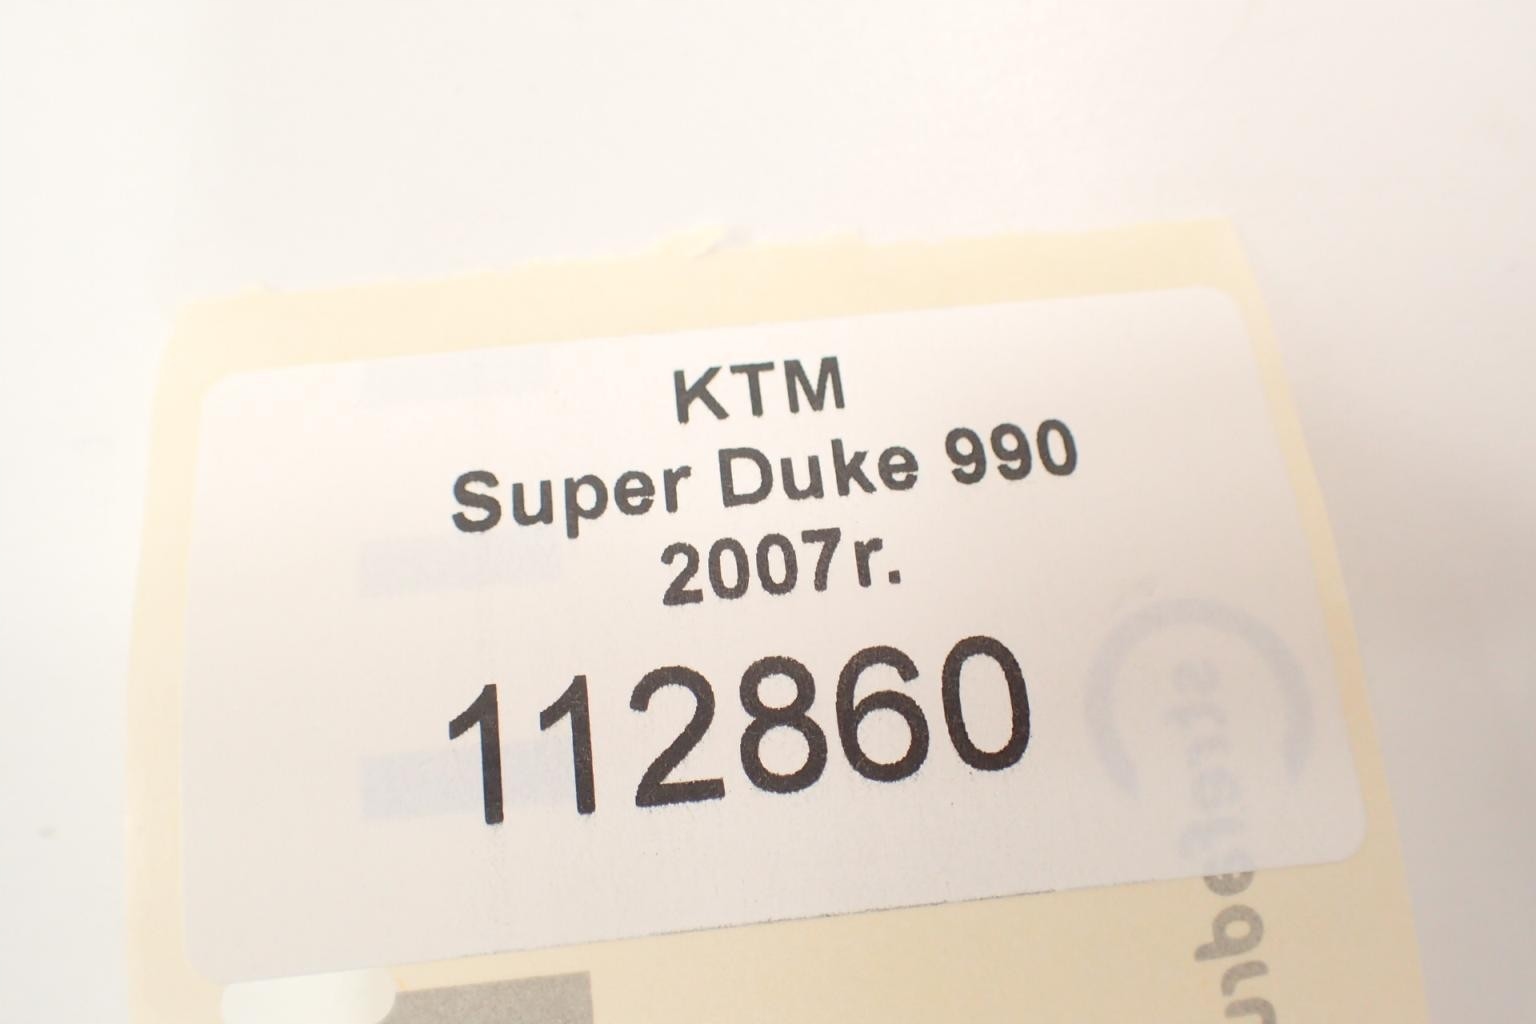 KTM
Super Duke 990
2007r.
112860